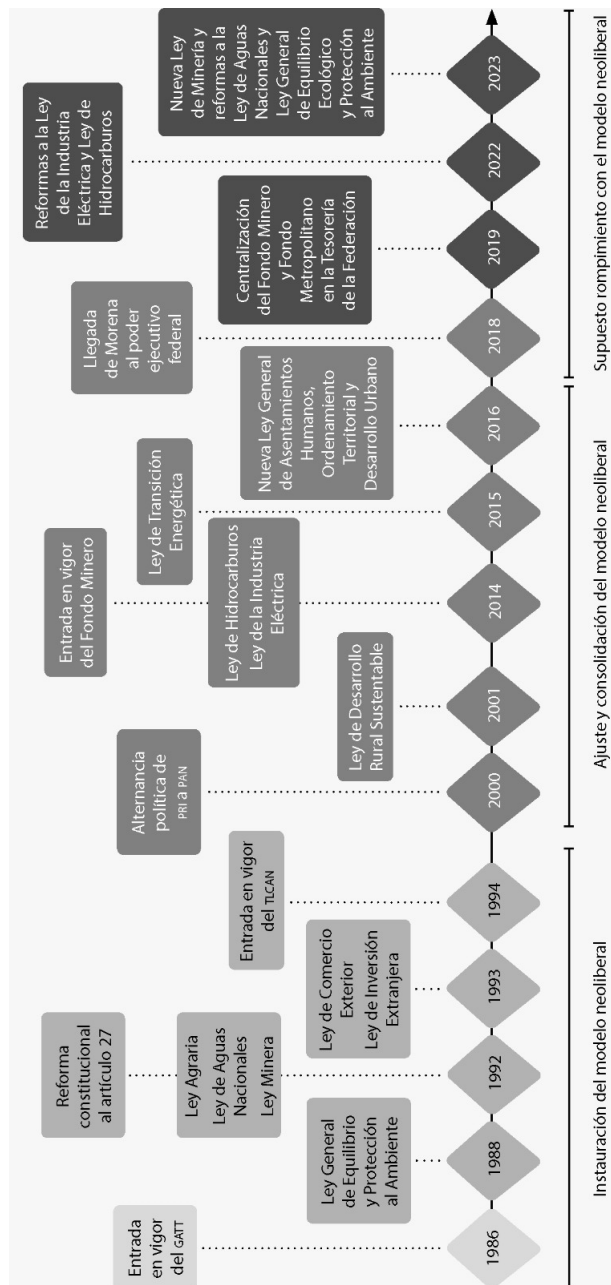 Entrada
en vigor
del GATT
1986
Ley General
de Equilibrio
y Protección
al Ambiente
1988
Reforma
constitucional
al artículo 27
Ley Agraria
Ley de Aguas
Nacionales
Ley Minera
1992
Ley de Comercio
Exterior
Ley de Inversión
Extranjera
1993
Entrada en vigor
del TLCAN
1994
Instauración del modelo neoliberal
Alternancia
política de
PRI a PAN
2000
Ley de Desarrollo
Rural Sustentable
2001
Entrada en vigor
del Fondo Minero
Ley de Hidrocarburos
Ley de la Industria
Eléctrica
2014
Ley de Transición
Energética
2015
Nueva Ley General
de Asentamientos
Humanos,
Ordenamiento
Territorial y
Desarrollo Urbano
2016
Ajuste y consolidación del modelo neoliberal
Llegada
de Morena
al poder
ejecutivo
federal
2018
Centralización
del Fondo Minero
y Fondo
Metropolitano
en la Tesorería
de la Federación
2019
Reforrmas a la Ley
de la Industria
Eléctrica y Ley de
Hidrocarburos
2022
Nueva Ley
de Minería y
reformas a la
Ley de Aguas
Nacionales y
Ley General
de Equilibrio
Ecológico
y Protección
al Ambiente
2023
Supuesto rompimiento con el modelo neoliberal